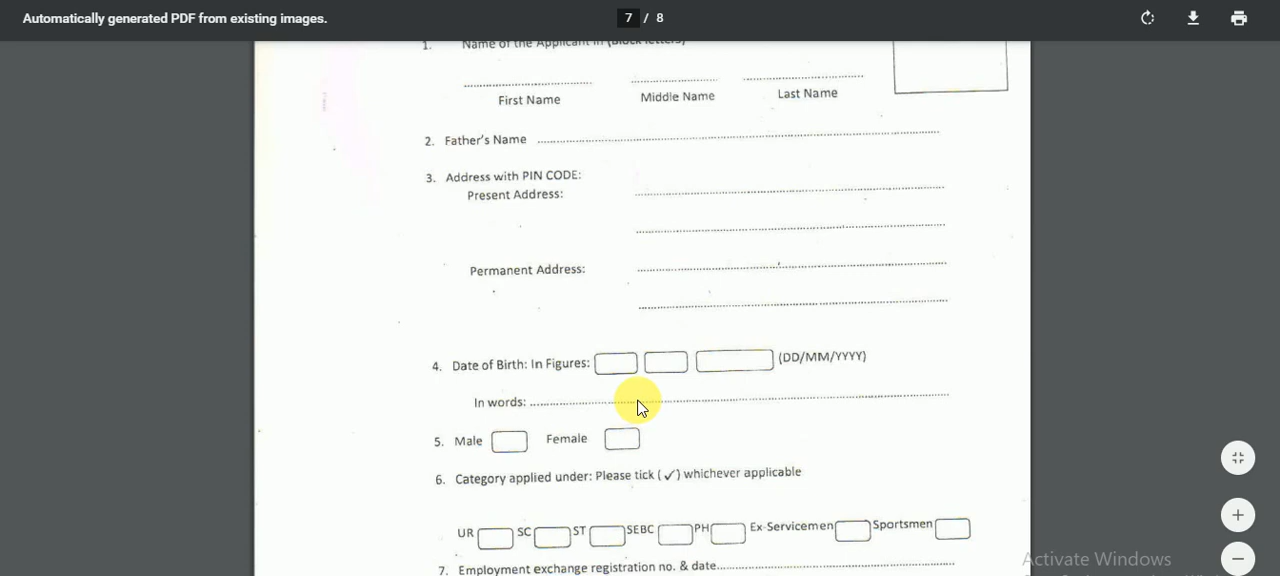 Automatically generated PDF from existing images.
7 / 8
1. Name of the Applicant in (Block letters)
First Name Middle Name Last Name
2. Father's Name
3. Address with PIN CODE:
Present Address:
Permanent Address:
4. Date of Birth: In Figures: (DD/MM/YYYY)
In words:
5. Male Female
6. Category applied under: Please tick (✓) whichever applicable
UR SC ST SEBC PH Ex-Servicemen Sportsmen
7. Employment exchange registration no. & date
Activate Windows